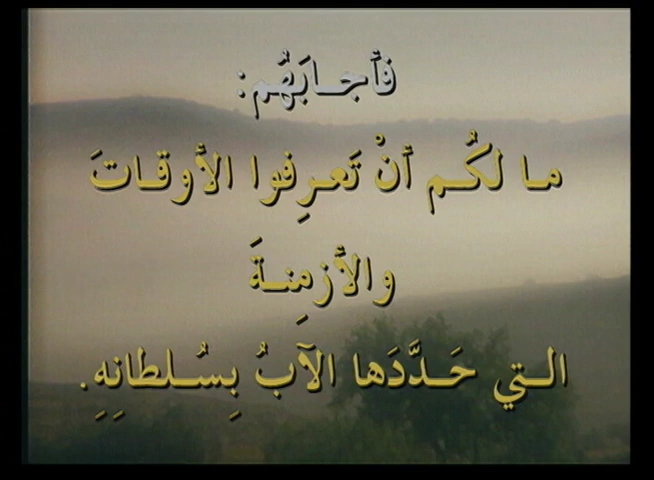 فأجابَهُم:
ما لكُم أنْ تَعرِفوا الأوقاتَ
والأزمِنةَ
التي حَدَّدَها الآبُ بِسُلطانِهِ.